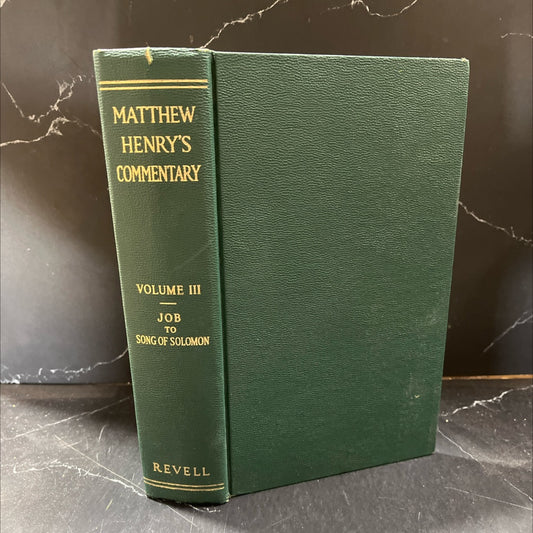 MATTHEW
HENRY'S
COMMENTARY
VOLUME III
JOB
TO
SONG OF SOLOMON
REVELL